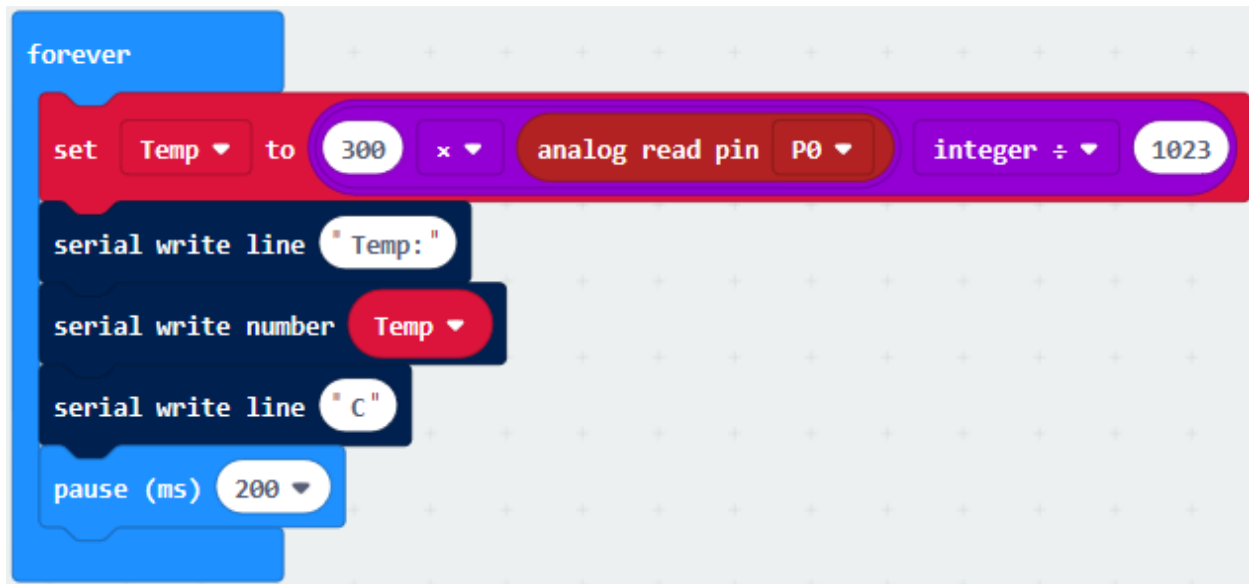 forever
set Temp to 300 × analog read pin P0 integer ÷ 1023
serial write line "Temp:"
serial write number Temp
serial write line "C"
pause (ms) 200